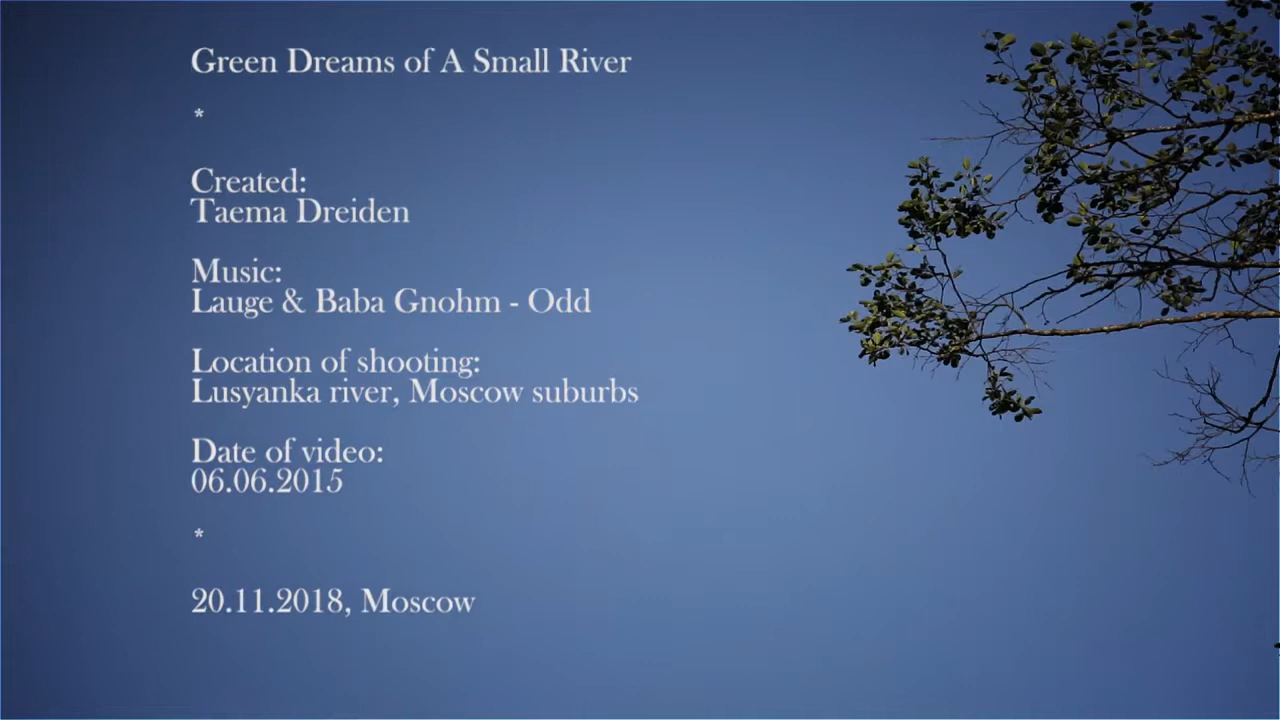 Green Dreams of A Small River
*
Created:
Taema Dreiden
Music:
Lauge & Baba Gnohm - Odd
Location of shooting:
Lusyanka river, Moscow suburbs
Date of video:
06.06.2015
*
20.11.2018, Moscow